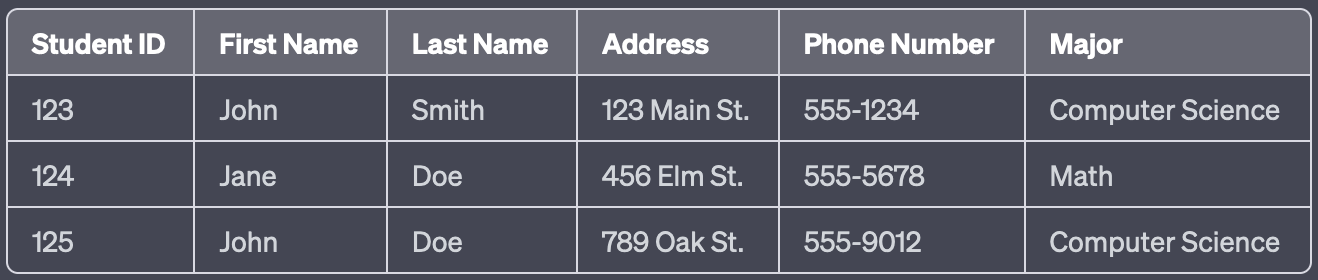 Student ID First Name Last Name Address Phone Number Major
123 John Smith 123 Main St. 555-1234 Computer Science
124 Jane Doe 456 Elm St. 555-5678 Math
125 John Doe 789 Oak St. 555-9012 Computer Science